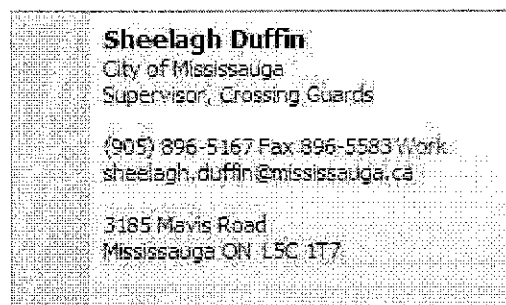 Sheelagh Duffin
City of Mississauga
Supervisor, Crossing Guards
(905) 896-5167 Fax 896-5583 Work
sheelagh.duffin@mississauga.ca
3185 Mavis Road
Mississauga ON L5C 1T7